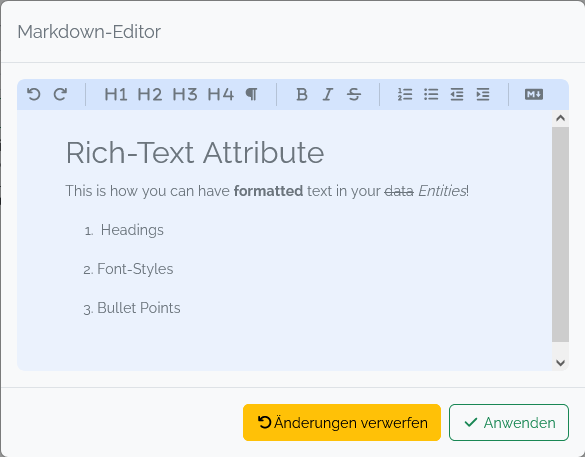 Markdown-Editor
H1 H2 H3 H4 ¶ B I S M
Rich-Text Attribute
This is how you can have formatted text in your data Entities!
1. Headings
2. Font-Styles
3. Bullet Points
Änderungen verwerfen
Anwenden